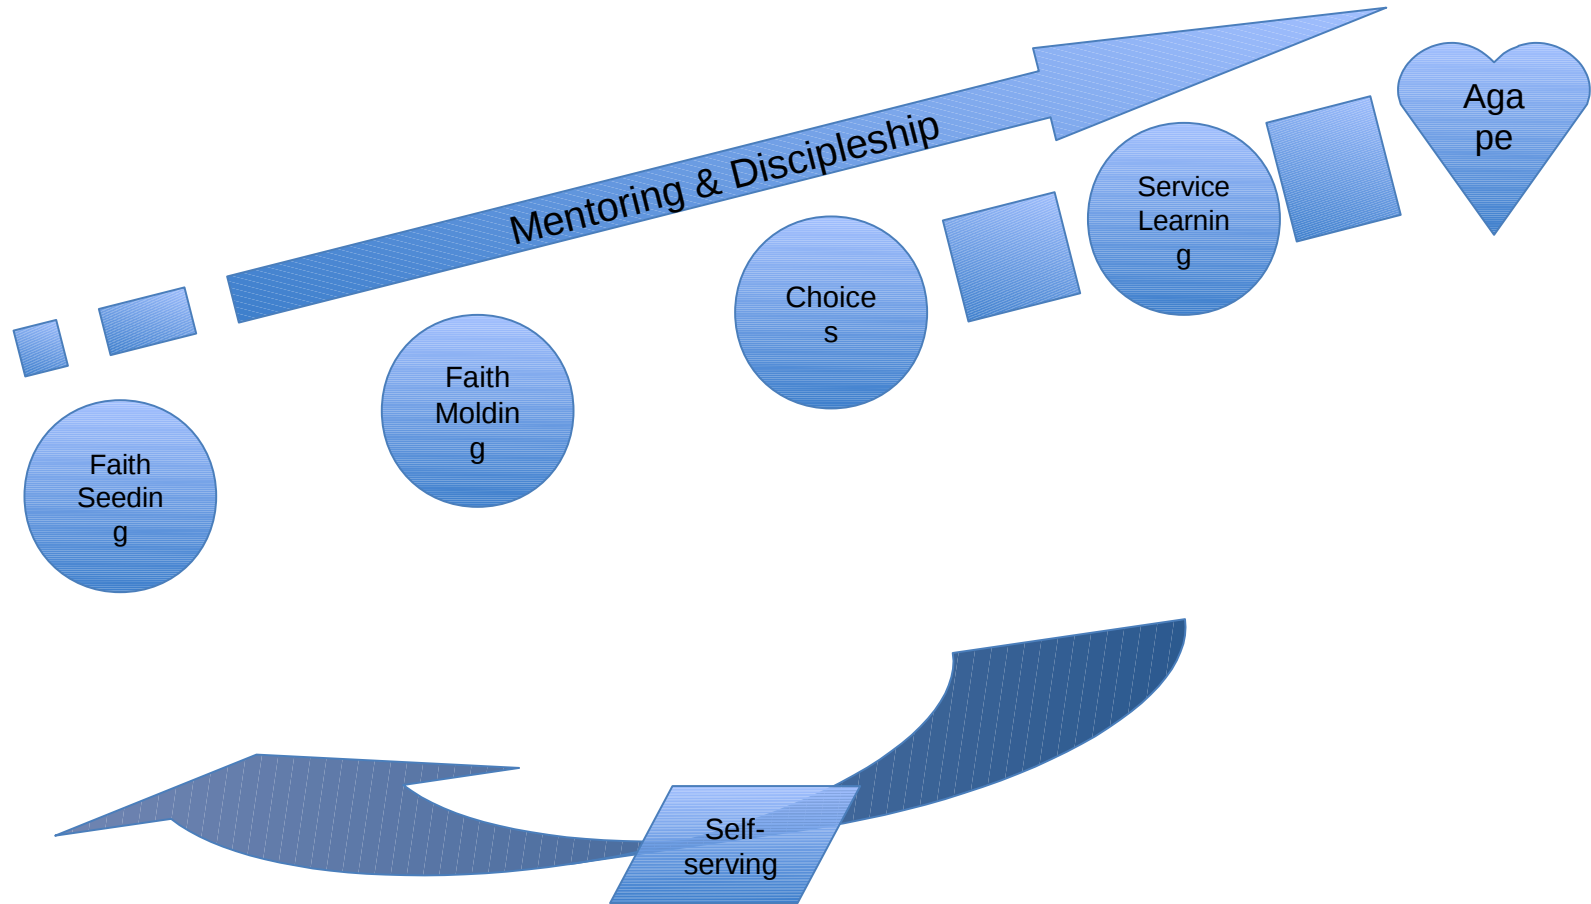 Mentoring & Discipleship
Aga
pe
Service
Learnin
g
Choice
s
Faith
Moldin
g
Faith
Seedin
g
Self-
serving